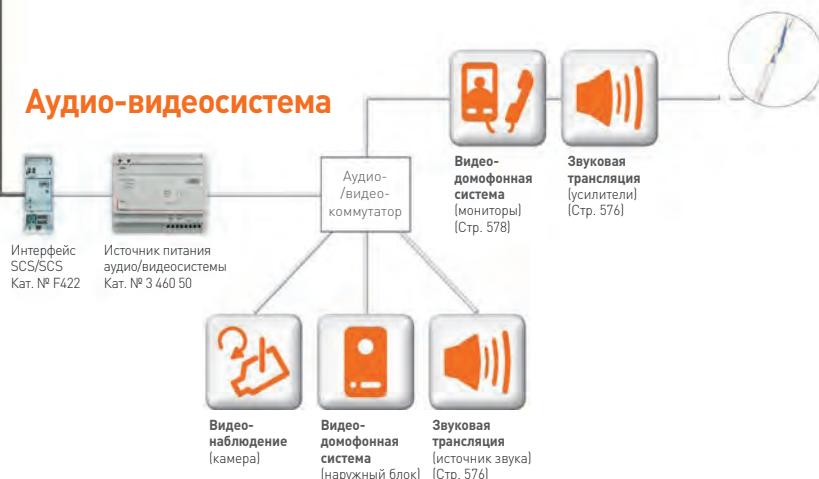 Аудио-видеосистема
Видео-
домофонная
система
(мониторы)
(Стр. 578)
Звуковая
трансляция
(усилители)
(Стр. 576)
Аудио-
/видео-
коммутатор
Интерфейс
SCS/SCS
Кат. № F422
Источник питания
аудио/видеосистемы
Кат. № 3 460 50
Видео-
наблюдение
(камера)
Видео-
домофонная
система
(наружный блок)
Звуковая
трансляция
(источник звука)
(Стр. 576)